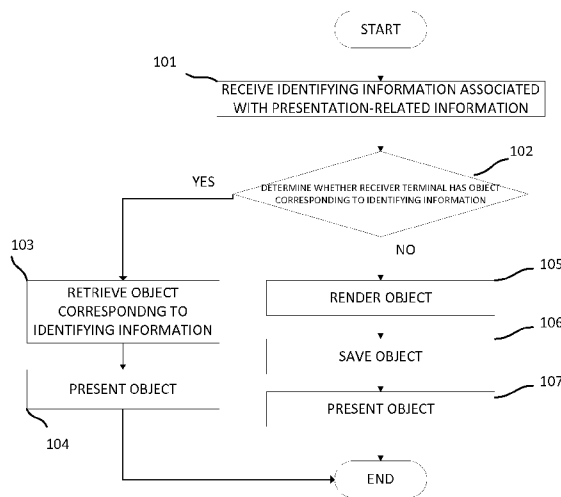 START
101
RECEIVE IDENTIFYING INFORMATION ASSOCIATED
WITH PRESENTATION-RELATED INFORMATION
102
YES
DETERMINE WHETHER RECEIVER TERMINAL HAS OBJECT
CORRESPONDING TO IDENTIFYING INFORMATION
NO
103
RETRIEVE OBJECT
CORRESPONDNG TO
IDENTIFYING INFORMATION
105
RENDER OBJECT
106
SAVE OBJECT
PRESENT OBJECT
104
107
PRESENT OBJECT
END